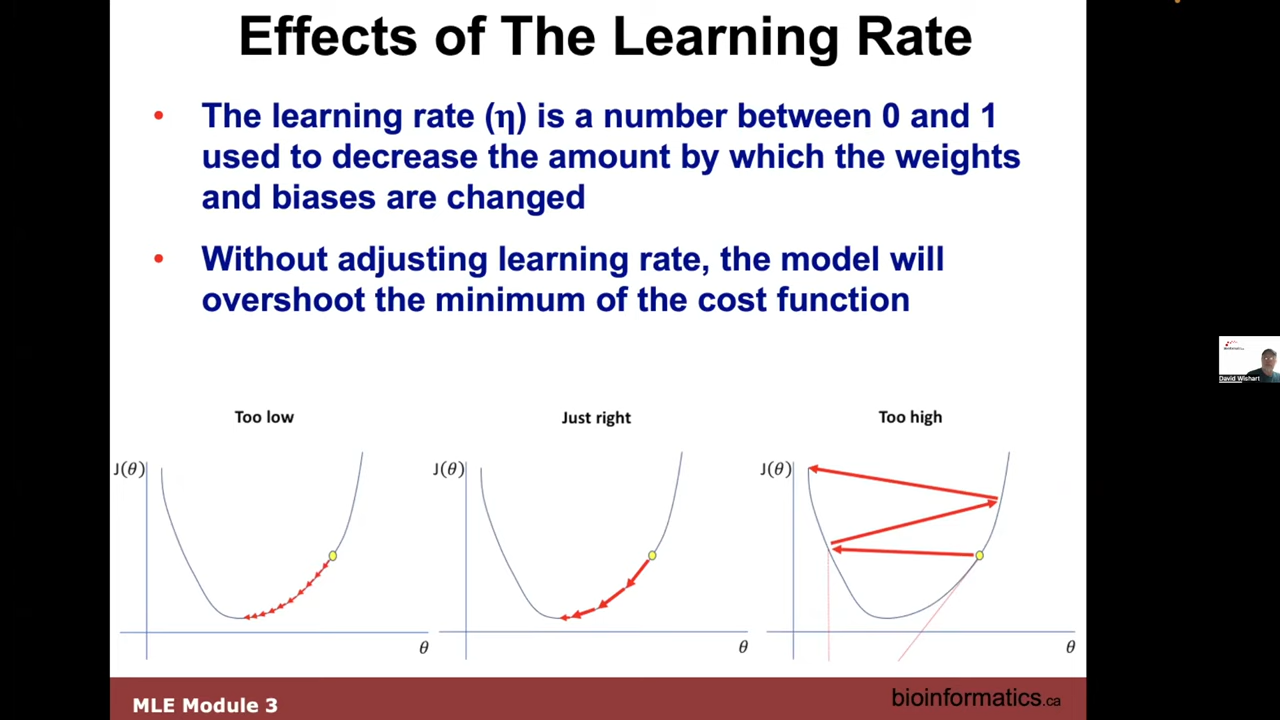 Effects of The Learning Rate
• The learning rate (η) is a number between 0 and 1
used to decrease the amount by which the weights
and biases are changed
• Without adjusting learning rate, the model will
overshoot the minimum of the cost function
Too low
Just right
Too high
J(θ)
J(θ)
J(θ)
θ
θ
θ
David Wishart
MLE Module 3
bioinformatics.ca